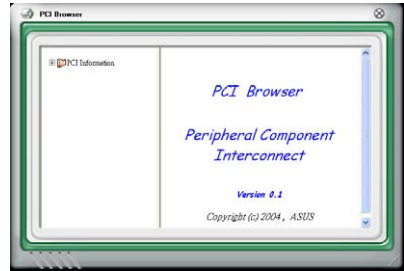 PCI Browser
PCI Information
PCI Browser
Peripheral Component
Interconnect
Version 0.1
Copyright (c) 2004, ASUS